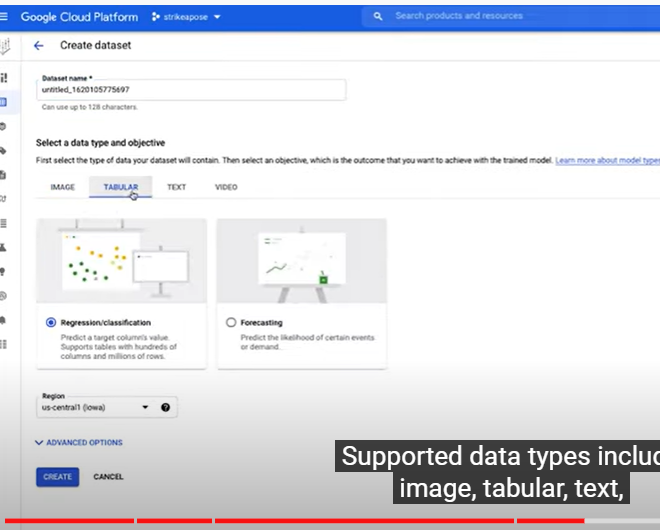 Google Cloud Platform
strikeapose
Search products and resources
Create dataset
Dataset name *
untitled_1620105775697
Can use up to 128 characters.
Select a data type and objective
First select the type of data your dataset will contain. Then select an objective, which is the outcome that you want to achieve with the trained model. Learn more about model types
IMAGE TABULAR TEXT VIDEO
Regression/classification
Predict a target column's value.
Supports tables with hundreds of
columns and millions of rows.
Forecasting
Predict the likelihood of certain events
or demand.
Region
us-central1 (Iowa)
ADVANCED OPTIONS
CREATE CANCEL
Supported data types includ
image, tabular, text,